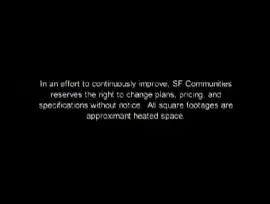 In an effort to continuously improve, SF Communities
reserves the right to change plans, pricing, and
specifications without notice. All square footages are
approximant heated space.